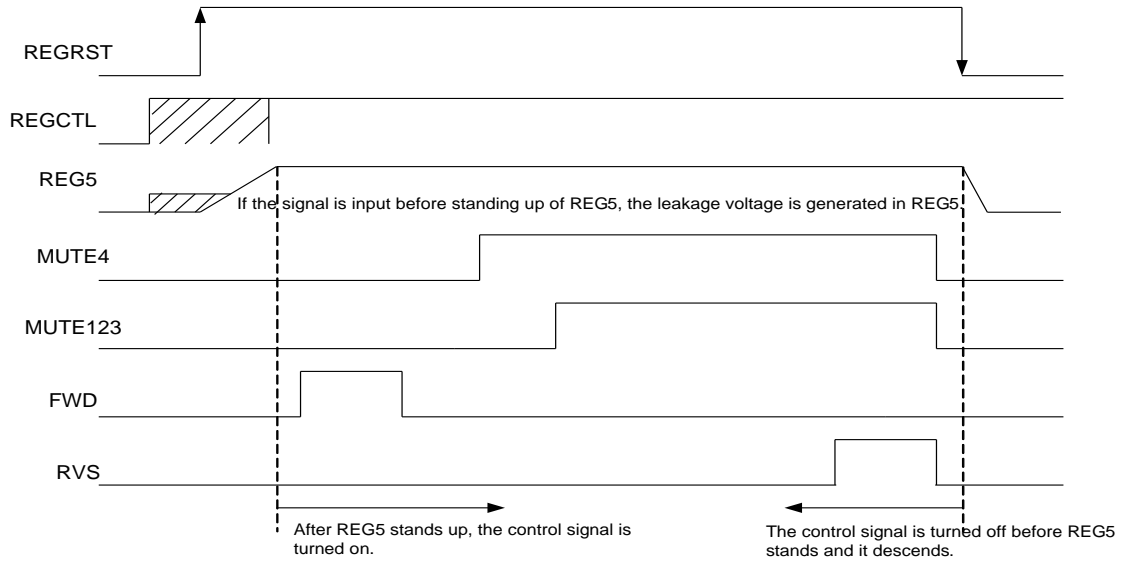 REGRST
REGCTL
REG5
If the signal is input before standing up of REG5, the leakage voltage is generated in REG5.
MUTE4
MUTE123
FWD
RVS
After REG5 stands up, the control signal is
turned on.
The control signal is turned off before REG5
stands and it descends.